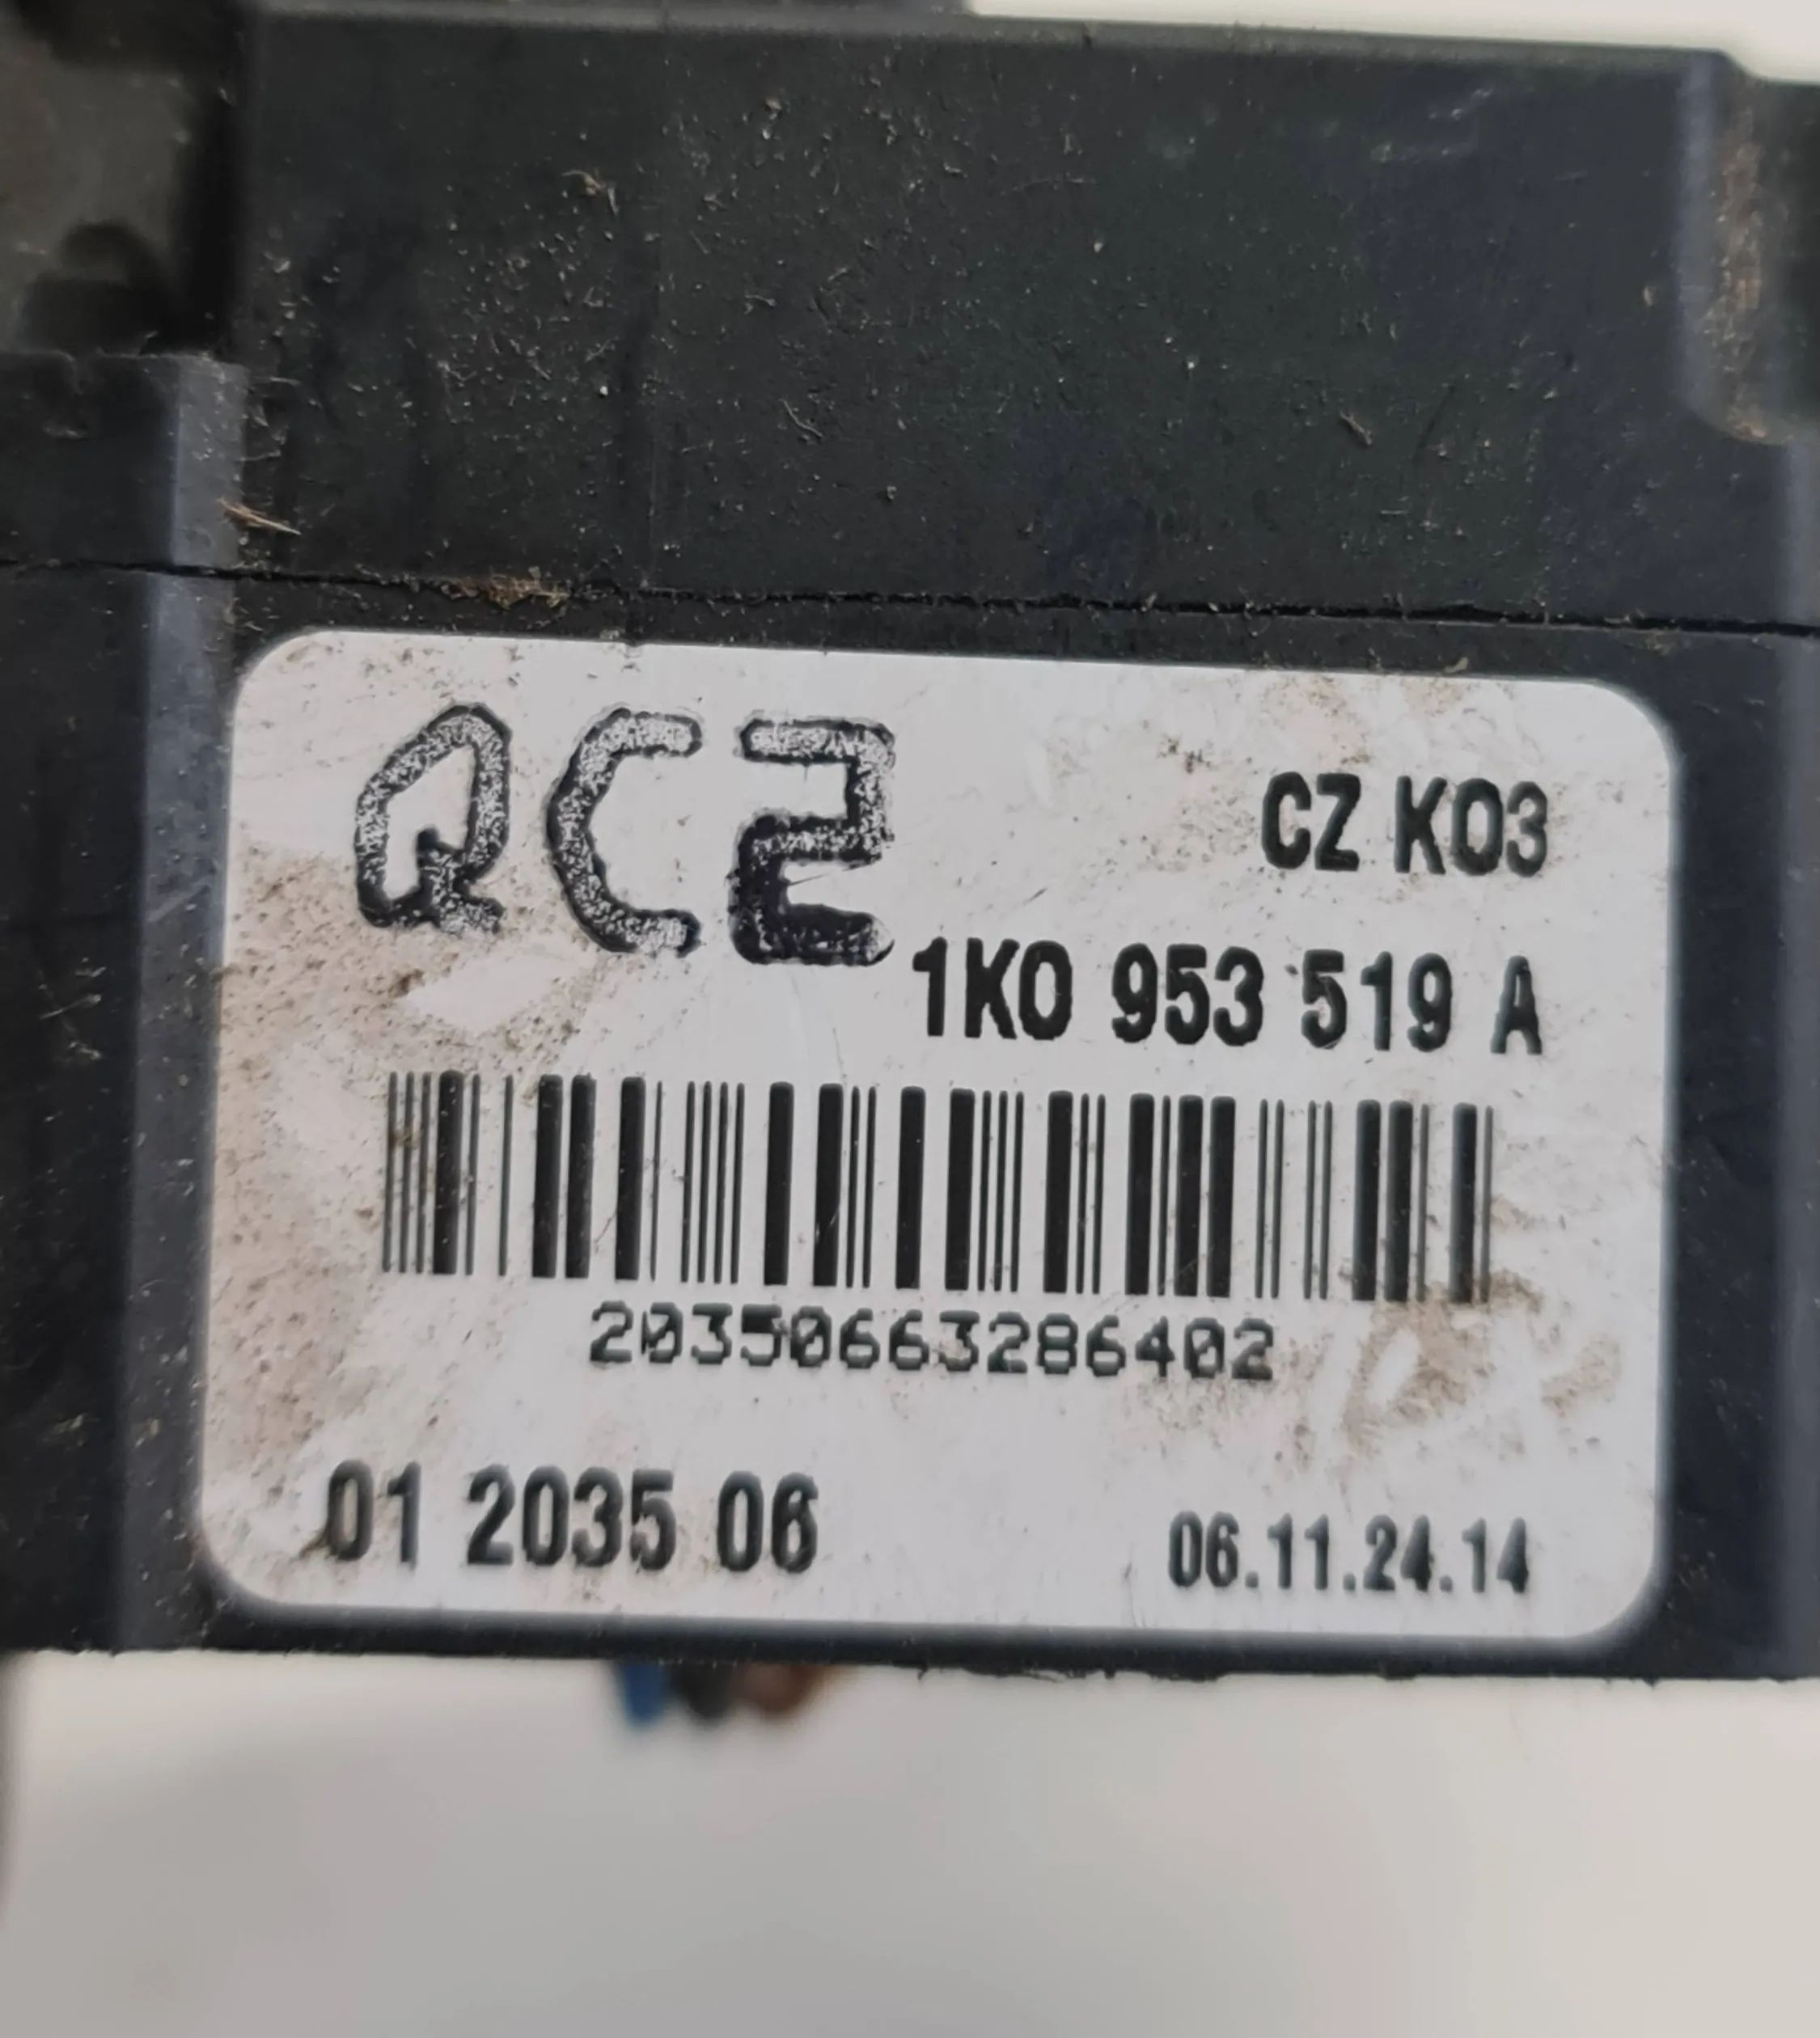 QC2
CZ K03
1K0 953 519 A
20350663286402
01 2035 06
06.11.24.14